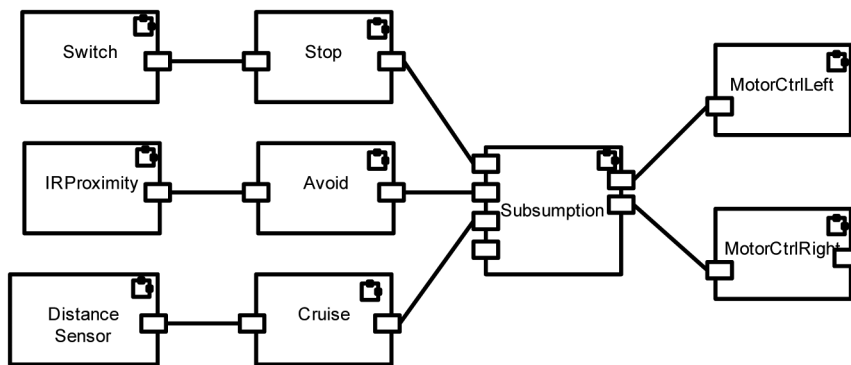 Switch
Stop
MotorCtrlLeft
IRProximity
Avoid
Subsumption
MotorCtrlRight
Distance
Sensor
Cruise